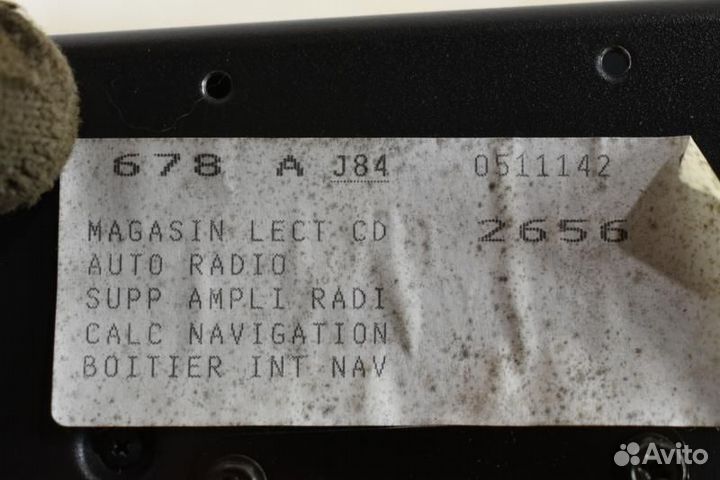 678 A J84 0511142
MAGASIN LECT CD 2656
AUTO RADIO
SUPP AMPLI RADI
CALC NAVIGATION
BOITIER INT NAV
Avito